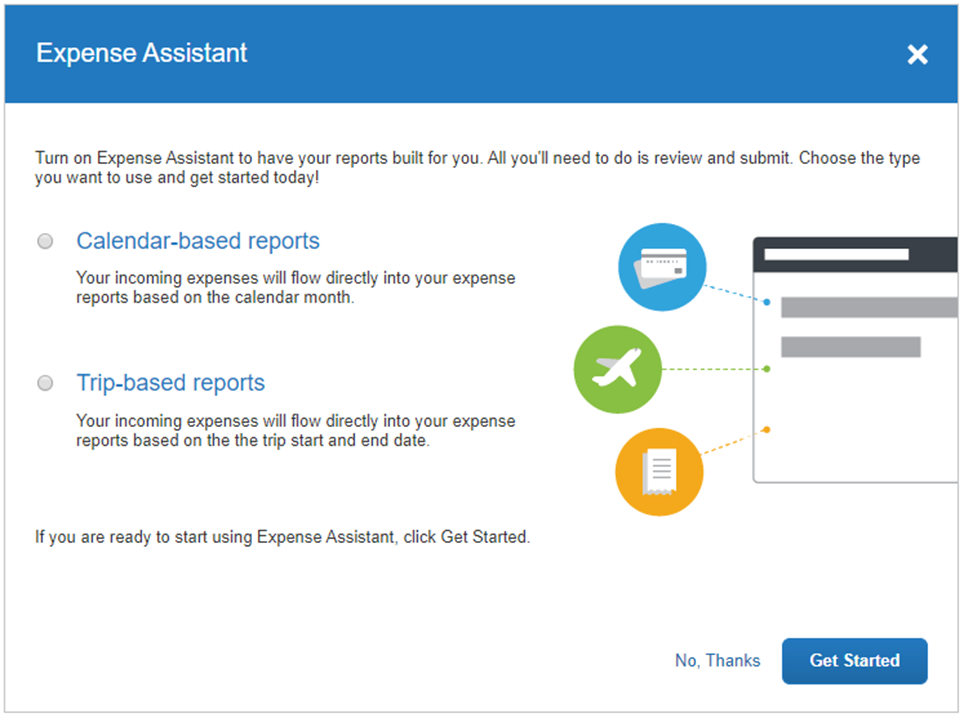 Expense Assistant
Turn on Expense Assistant to have your reports built for you. All you'll need to do is review and submit. Choose the type
you want to use and get started today!
Calendar-based reports
Your incoming expenses will flow directly into your expense
reports based on the calendar month.
Trip-based reports
Your incoming expenses will flow directly into your expense
reports based on the the trip start and end date.
If you are ready to start using Expense Assistant, click Get Started.
No, Thanks
Get Started